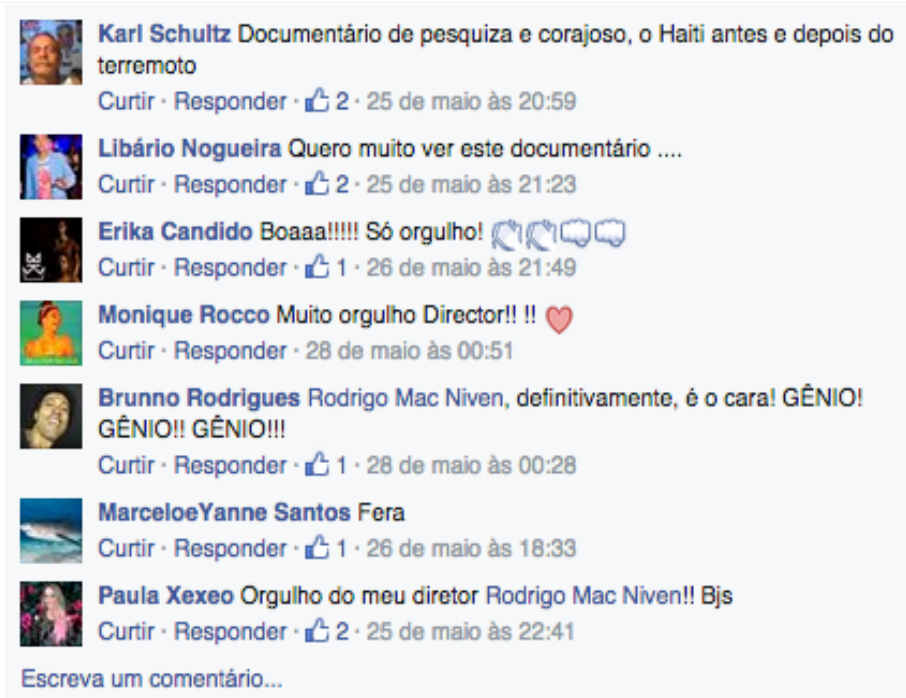 Karl Schultz Documentário de pesquiza e corajoso, o Haiti antes e depois do
terremoto
Curtir · Responder · 2 · 25 de maio às 20:59
Libário Nogueira Quero muito ver este documentário ....
Curtir · Responder · 2 · 25 de maio às 21:23
Erika Candido Boaaa!!!!! Só orgulho!
Curtir · Responder · 1 · 26 de maio às 21:49
Monique Rocco Muito orgulho Director!! !!
Curtir · Responder · 28 de maio às 00:51
Brunno Rodrigues Rodrigo Mac Niven, definitivamente, é o cara! GÊNIO!
GÊNIO!! GÊNIO!!!
Curtir · Responder · 1 · 28 de maio às 00:28
MarceloeYanne Santos Fera
Curtir · Responder · 1 · 26 de maio às 18:33
Paula Xexeo Orgulho do meu diretor Rodrigo Mac Niven!! Bjs
Curtir · Responder · 2 · 25 de maio às 22:41
Escreva um comentário...